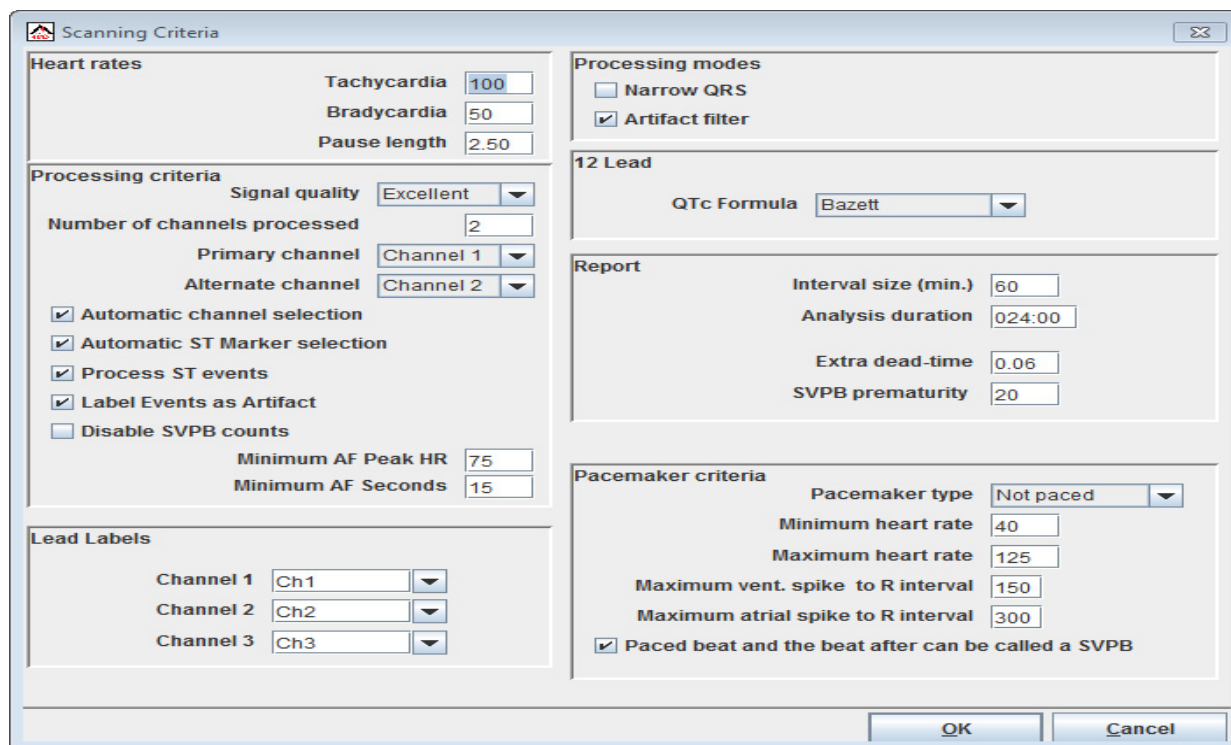 Scanning Criteria
Heart rates
Tachycardia 100
Bradycardia 50
Pause length 2.50
Processing criteria
Signal quality Excellent
Number of channels processed 2
Primary channel Channel 1
Alternate channel Channel 2
Automatic channel selection
Automatic ST Marker selection
Process ST events
Label Events as Artifact
Disable SVPB counts
Minimum AF Peak HR 75
Minimum AF Seconds 15
Lead Labels
Channel 1 Ch1
Channel 2 Ch2
Channel 3 Ch3
Processing modes
Narrow QRS
Artifact filter
12 Lead
QTc Formula Bazett
Report
Interval size (min.) 60
Analysis duration 024:00
Extra dead-time 0.06
SVPB prematurity 20
Pacemaker criteria
Pacemaker type Not paced
Minimum heart rate 40
Maximum heart rate 125
Maximum vent. spike to R interval 150
Maximum atrial spike to R interval 300
Paced beat and the beat after can be called a SVPB
OK Cancel